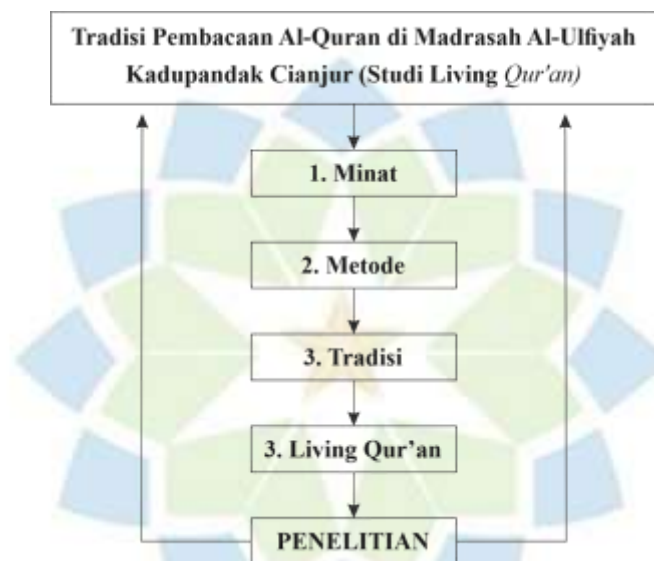 Tradisi Pembacaan Al-Quran di Madrasah Al-Ulfiyah
Kadupandak Cianjur (Studi Living Qur'an)
1. Minat
2. Metode
3. Tradisi
3. Living Qur'an
PENELITIAN